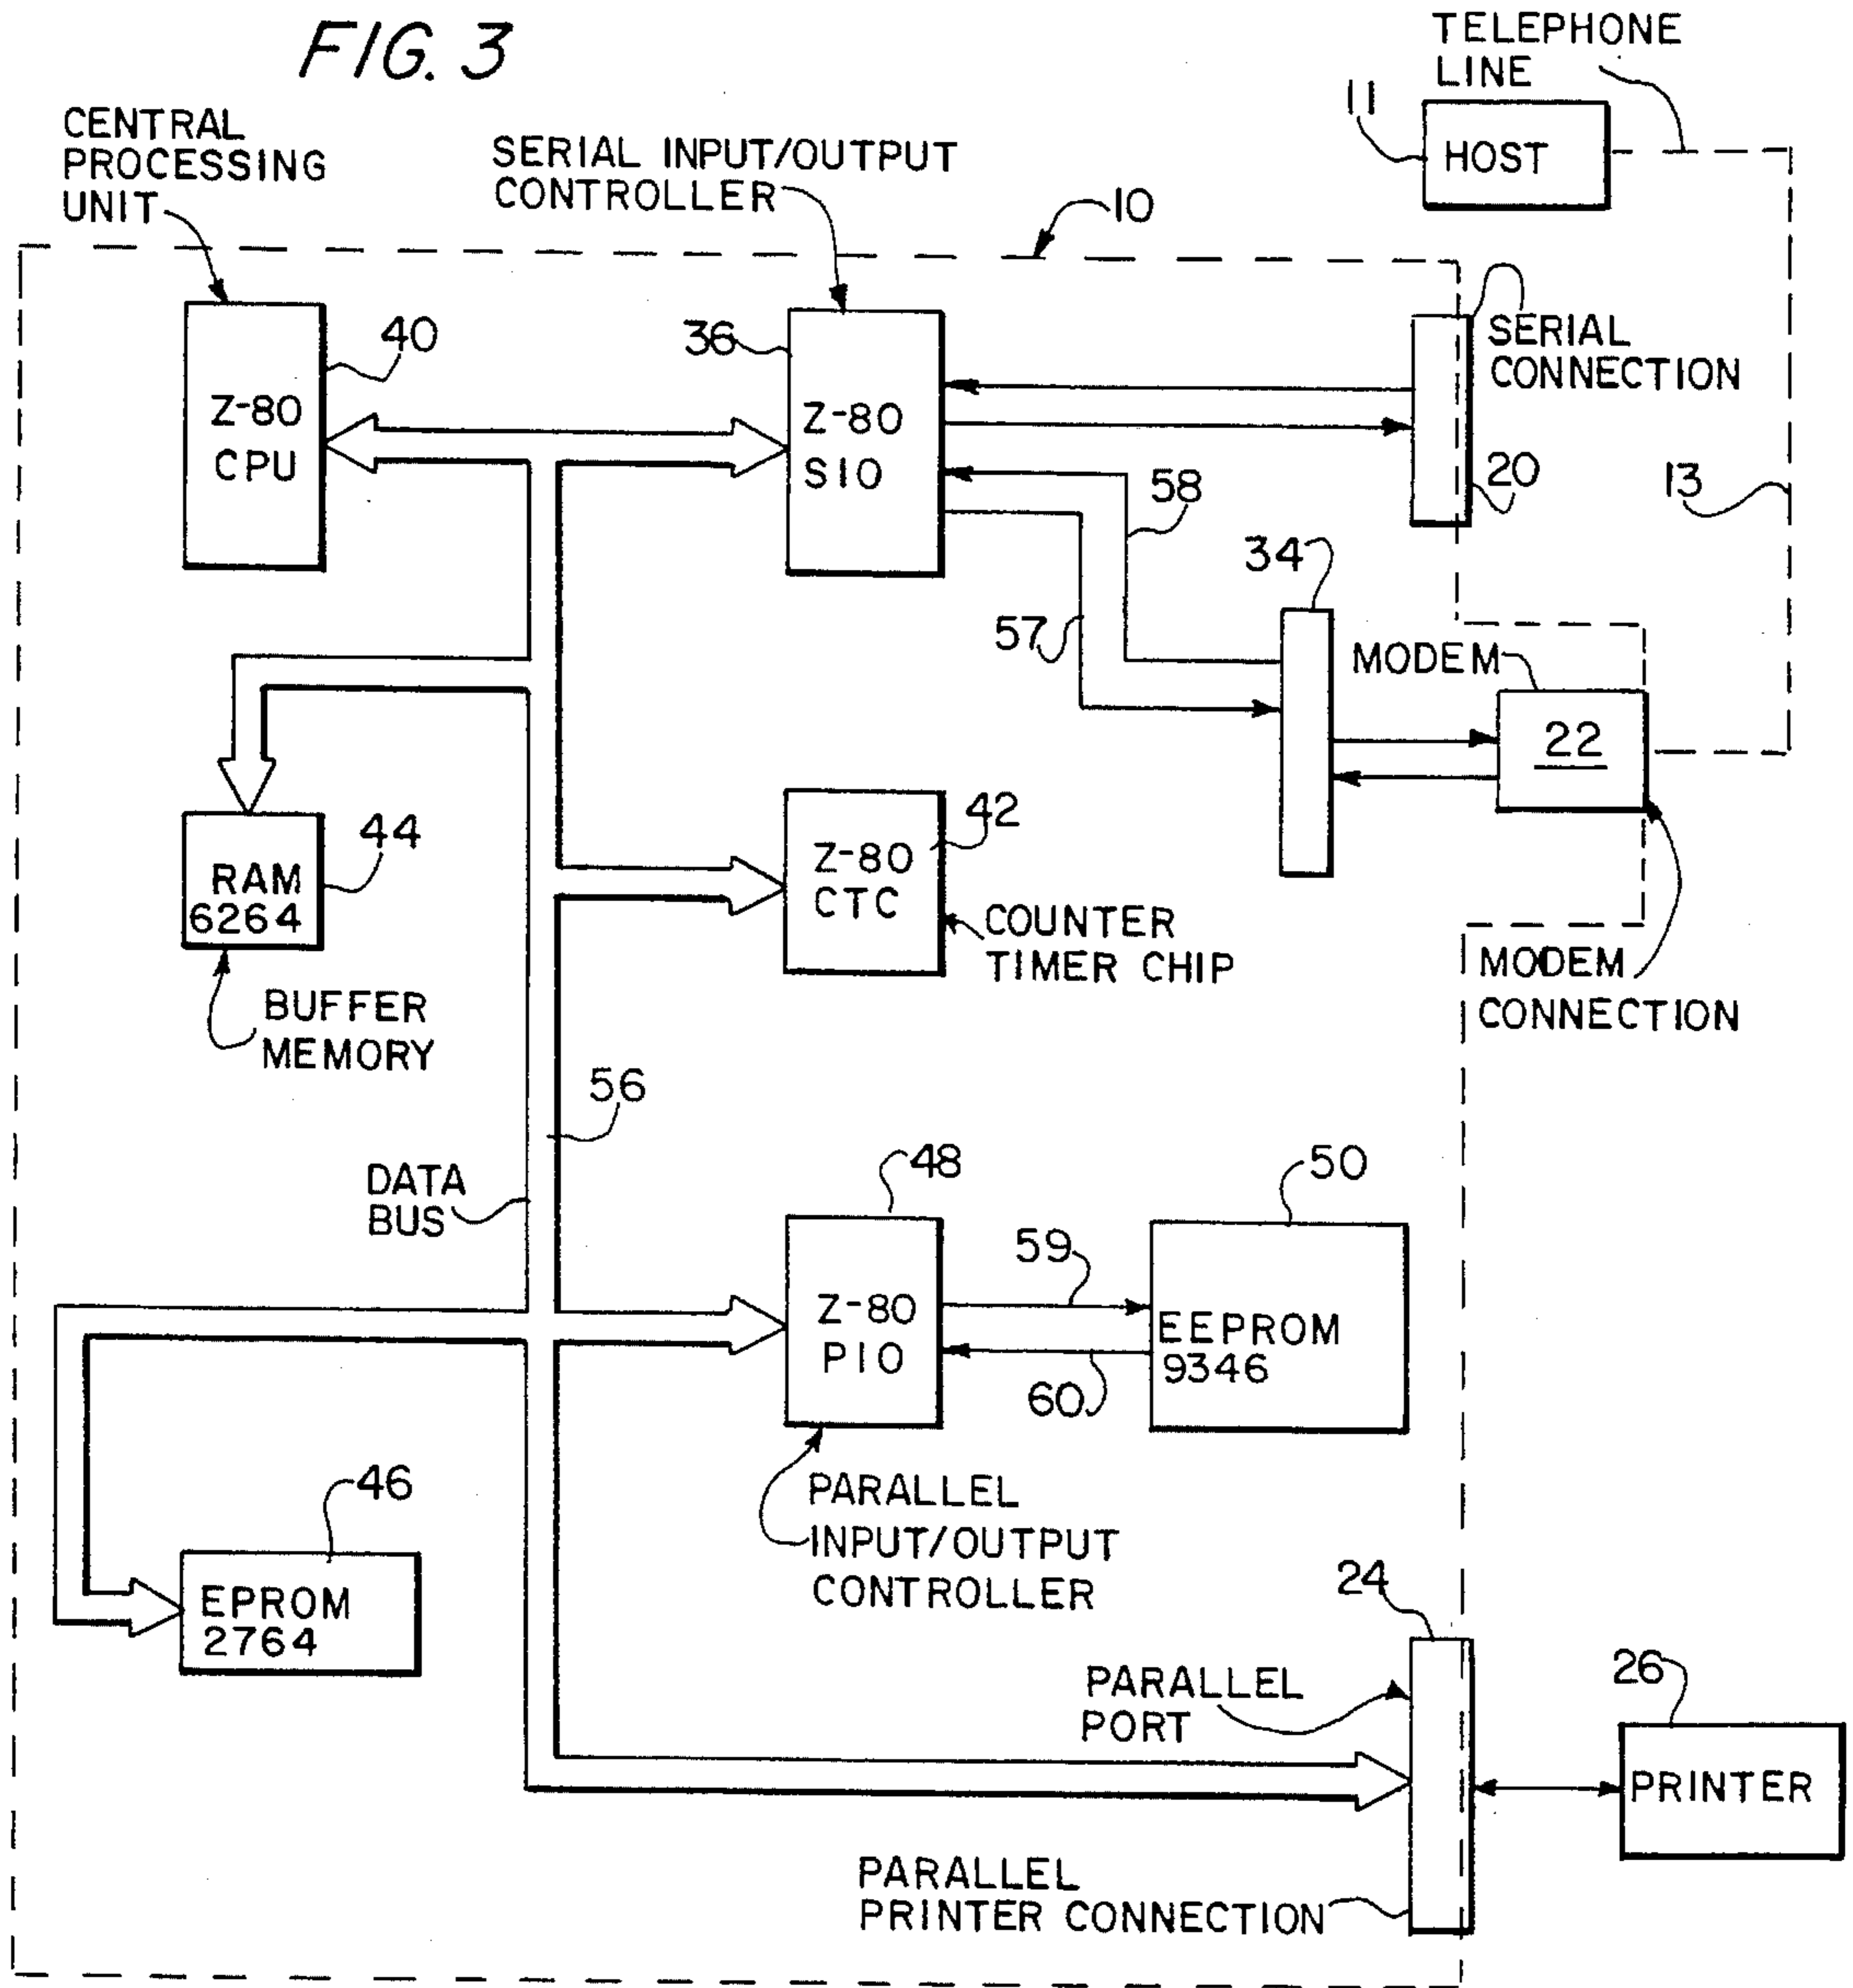 FIG. 3
TELEPHONE
LINE
11
HOST
CENTRAL
PROCESSING
UNIT
SERIAL INPUT/OUTPUT
CONTROLLER
10
40
Z-80
CPU
36
Z-80
SIO
SERIAL
CONNECTION
20
13
58
57
34
MODEM
22
44
RAM
6264
BUFFER
MEMORY
42
Z-80
CTC
COUNTER
TIMER CHIP
MODEM
CONNECTION
56
DATA
BUS
48
Z-80
PIO
59
60
50
EEPROM
9346
PARALLEL
INPUT/OUTPUT
CONTROLLER
46
EPROM
2764
24
PARALLEL
PORT
26
PRINTER
PARALLEL
PRINTER CONNECTION